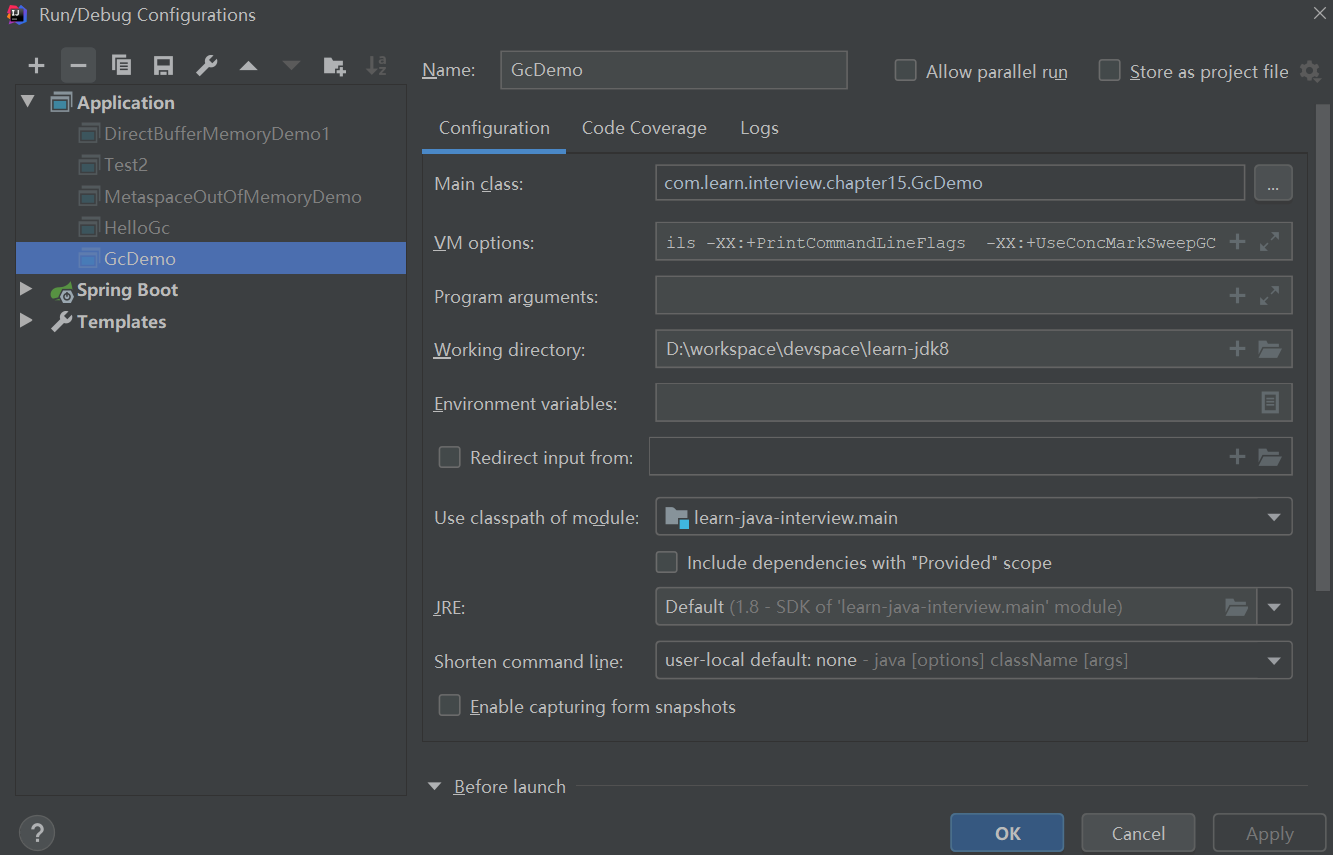 Run/Debug Configurations
Name: GcDemo
Allow parallel run
Store as project file
Application
DirectBufferMemoryDemo1
Test2
MetaspaceOutOfMemoryDemo
HelloGc
GcDemo
Spring Boot
Templates
Configuration Code Coverage Logs
Main class: com.learn.interview.chapter15.GcDemo ...
VM options: ils -XX:+PrintCommandLineFlags  -XX:+UseConcMarkSweepGC
Program arguments:
Working directory: D:\workspace\devspace\learn-jdk8
Environment variables:
Redirect input from:
Use classpath of module: learn-java-interview.main
Include dependencies with "Provided" scope
JRE: Default (1.8 - SDK of 'learn-java-interview.main' module)
Shorten command line: user-local default: none - java [options] className [args]
Enable capturing form snapshots
Before launch
? OK Cancel Apply